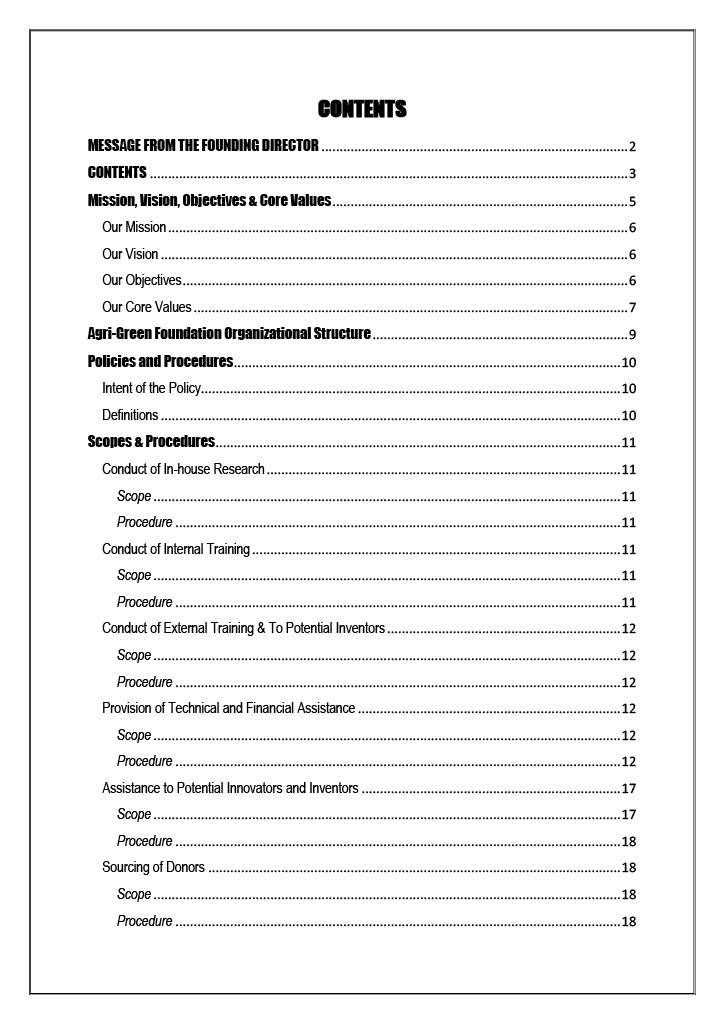 CONTENTS
MESSAGE FROM THE FOUNDING DIRECTOR ........ 2
CONTENTS ........ 3
Mission, Vision, Objectives & Core Values ........ 5
Our Mission ........ 6
Our Vision ........ 6
Our Objectives ........ 6
Our Core Values ........ 7
Agri-Green Foundation Organizational Structure ........ 9
Policies and Procedures ........ 10
Intent of the Policy ........ 10
Definitions ........ 10
Scopes & Procedures ........ 11
Conduct of In-house Research ........ 11
Scope ........ 11
Procedure ........ 11
Conduct of Internal Training ........ 11
Scope ........ 11
Procedure ........ 11
Conduct of External Training & To Potential Inventors ........ 12
Scope ........ 12
Procedure ........ 12
Provision of Technical and Financial Assistance ........ 12
Scope ........ 12
Procedure ........ 12
Assistance to Potential Innovators and Inventors ........ 17
Scope ........ 17
Procedure ........ 18
Sourcing of Donors ........ 18
Scope ........ 18
Procedure ........ 18